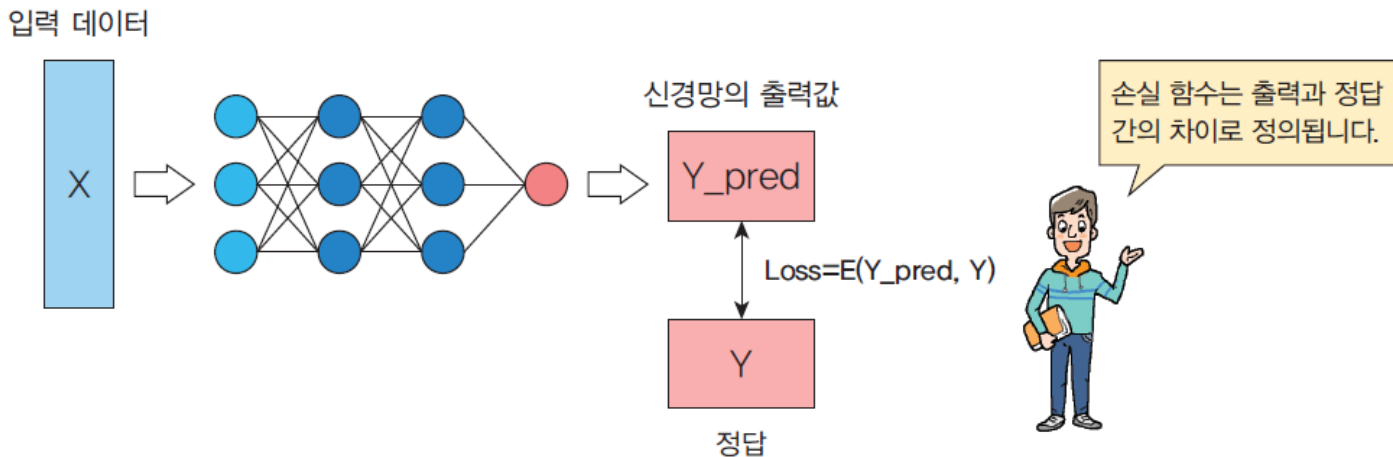 입력 데이터
X
신경망의 출력값
Y_pred
Loss=E(Y_pred, Y)
Y
정답
손실 함수는 출력과 정답
간의 차이로 정의됩니다.